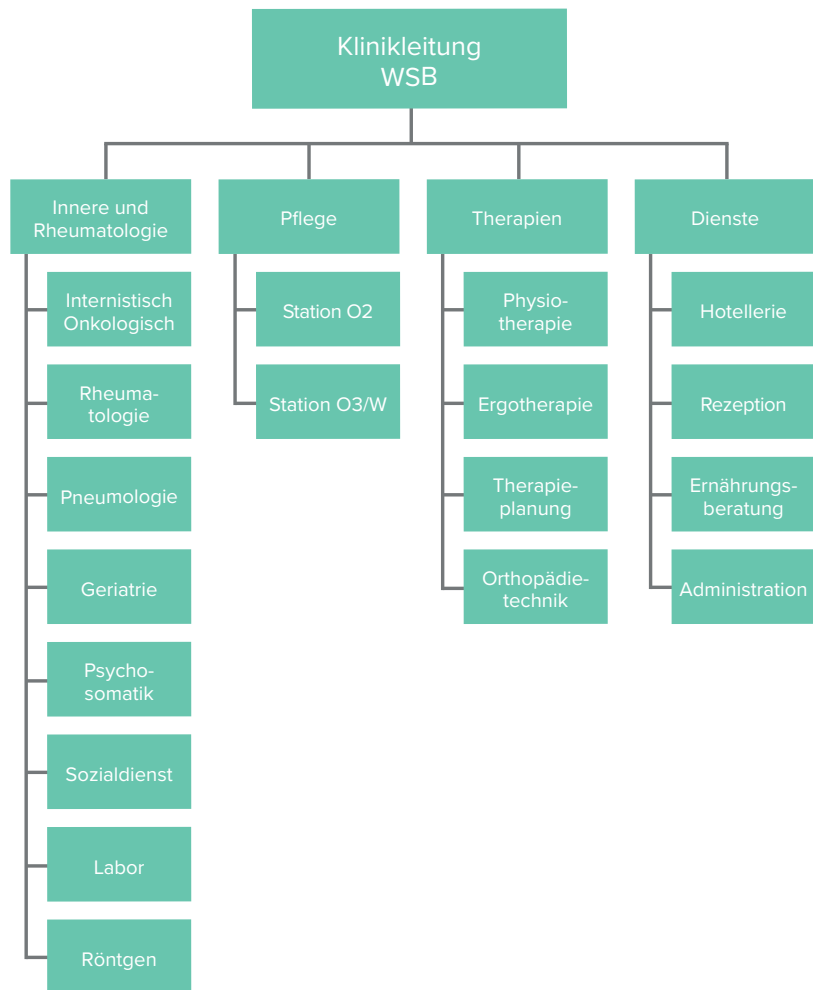 Klinikleitung
WSB
Innere und
Rheumatologie
Pflege
Therapien
Dienste
Internistisch
Onkologisch
Rheuma-
tologie
Pneumologie
Geriatrie
Psycho-
somatik
Sozialdienst
Labor
Röntgen
Station O2
Station O3/W
Physio-
therapie
Ergotherapie
Therapie-
planung
Orthopädie-
technik
Hotellerie
Rezeption
Ernährungs-
beratung
Administration